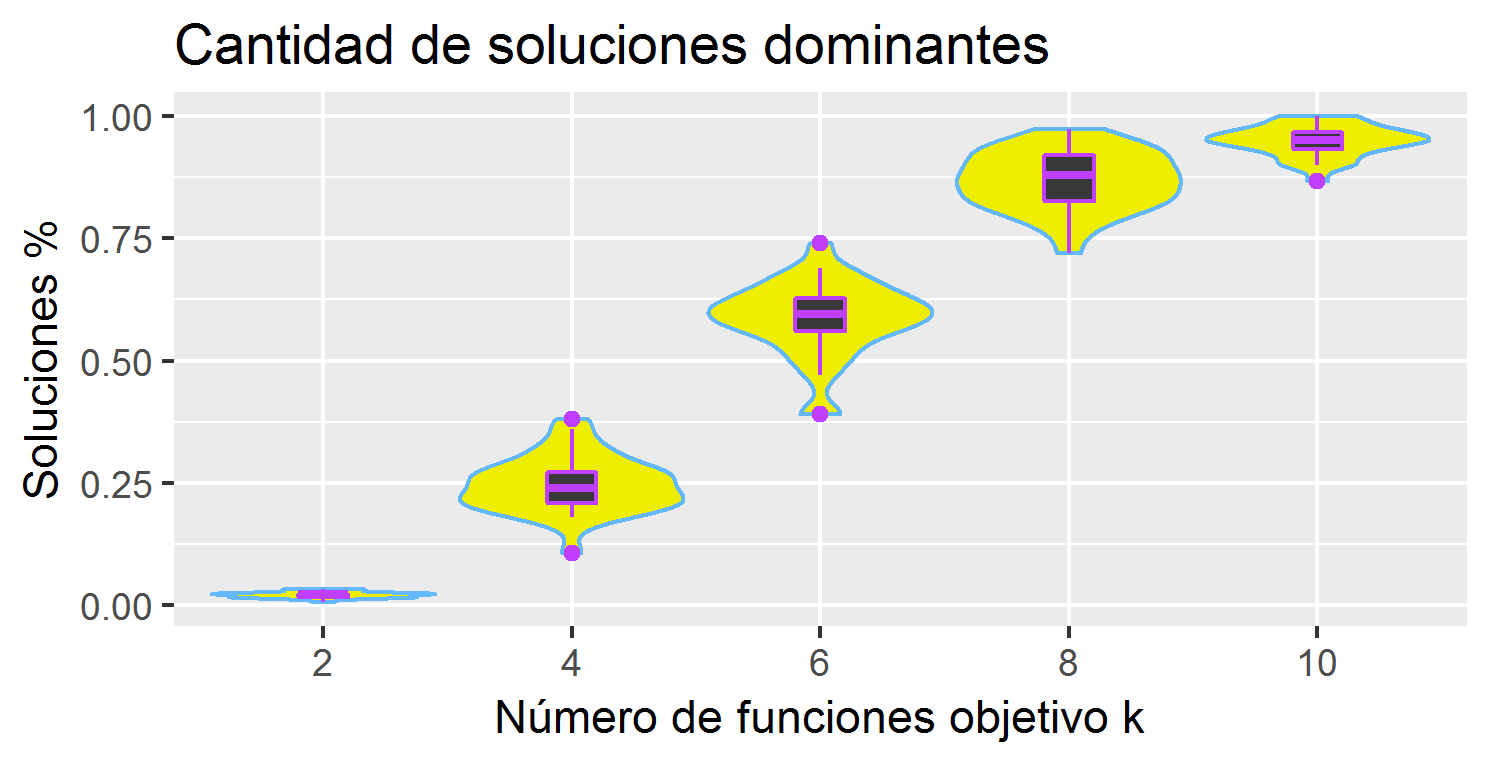 Cantidad de soluciones dominantes
Soluciones %
1.00
0.75
0.50
0.25
0.00
2 4 6 8 10
Número de funciones objetivo k